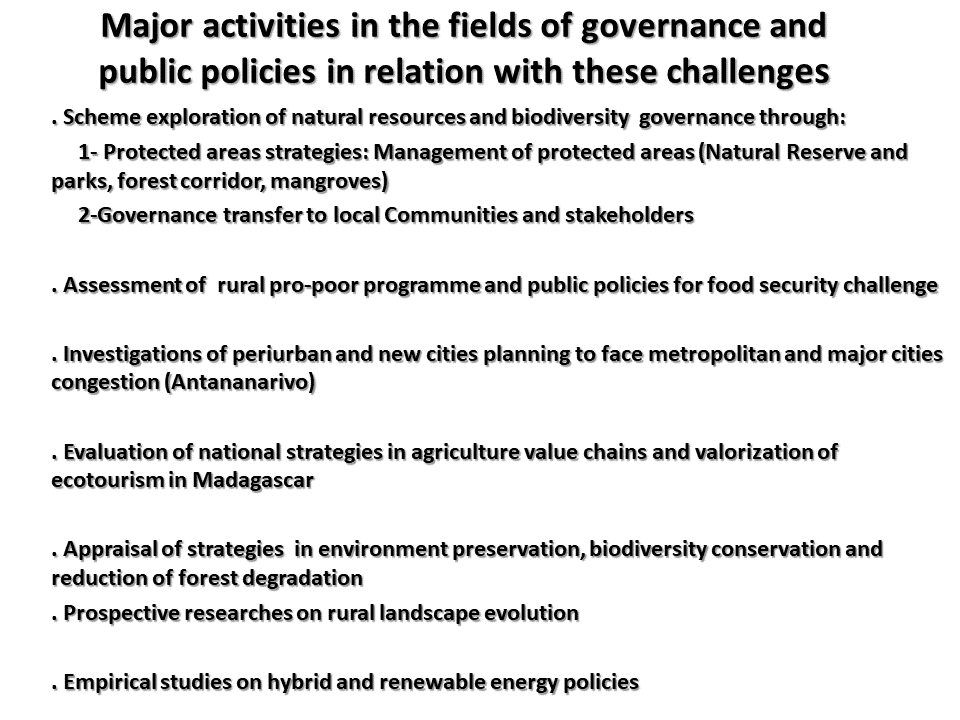 Major activities in the fields of governance and
public policies in relation with these challenges
. Scheme exploration of natural resources and biodiversity  governance through:
1- Protected areas strategies: Management of protected areas (Natural Reserve and
parks, forest corridor, mangroves)
2-Governance transfer to local Communities and stakeholders
. Assessment of  rural pro-poor programme and public policies for food security challenge
. Investigations of periurban and new cities planning to face metropolitan and major cities
congestion (Antananarivo)
. Evaluation of national strategies in agriculture value chains and valorization of
ecotourism in Madagascar
. Appraisal of strategies  in environment preservation, biodiversity conservation and
reduction of forest degradation
. Prospective researches on rural landscape evolution
. Empirical studies on hybrid and renewable energy policies